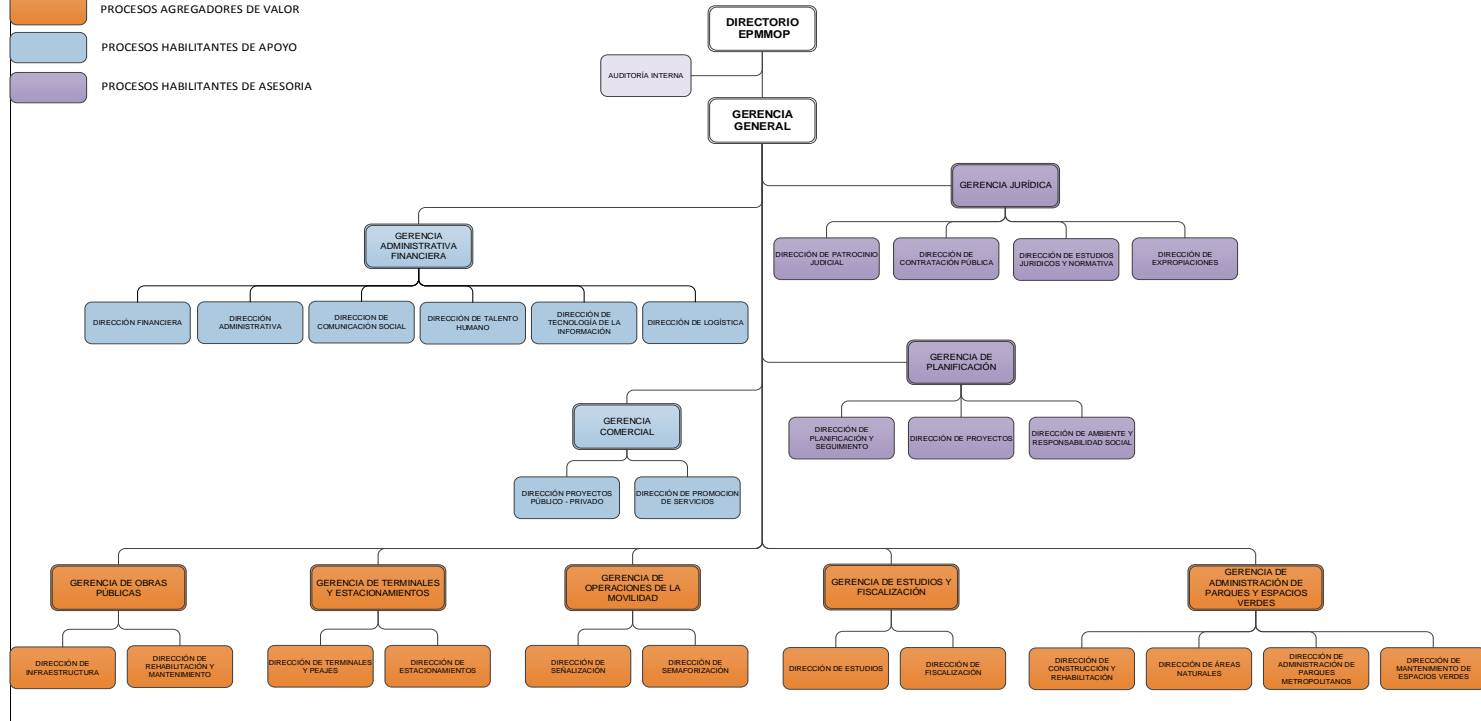 PROCESOS AGREGADORES DE VALOR
PROCESOS HABILITANTES DE APOYO
PROCESOS HABILITANTES DE ASESORIA
DIRECTORIO
EPMMOP
AUDITORÍA INTERNA
GERENCIA
GENERAL
GERENCIA JURÍDICA
DIRECCIÓN DE PATROCINIO
JUDICIAL
DIRECCIÓN DE
CONTRATACIÓN PÚBLICA
DIRECCIÓN DE ESTUDIOS
JURIDICOS Y NORMATIVA
DIRECCIÓN DE
EXPROPIACIONES
GERENCIA
ADMINISTRATIVA
FINANCIERA
DIRECCIÓN FINANCIERA
DIRECCIÓN
ADMINISTRATIVA
DIRECCION DE
COMUNICACIÓN SOCIAL
DIRECCIÓN DE TALENTO
HUMANO
DIRECCIÓN DE
TECNOLOGÍA DE LA
INFORMACIÓN
DIRECCIÓN DE LOGÍSTICA
GERENCIA DE
PLANIFICACIÓN
DIRECCIÓN DE
PLANIFICACIÓN Y
SEGUIMIENTO
DIRECCIÓN DE PROYECTOS
DIRECCIÓN DE AMBIENTE Y
RESPONSABILIDAD SOCIAL
GERENCIA
COMERCIAL
DIRECCIÓN PROYECTOS
PÚBLICO - PRIVADO
DIRECCIÓN DE PROMOCION
DE SERVICIOS
GERENCIA DE OBRAS
PÚBLICAS
DIRECCIÓN DE
INFRAESTRUCTURA
DIRECCIÓN DE
REHABILITACIÓN Y
MANTENIMIENTO
GERENCIA DE TERMINALES
Y ESTACIONAMIENTOS
DIRECCIÓN DE TERMINALES
Y PEAJES
DIRECCIÓN DE
ESTACIONAMIENTOS
GERENCIA DE
OPERACIONES DE LA
MOVILIDAD
DIRECCIÓN DE
SEÑALIZACIÓN
DIRECCIÓN DE
SEMAFORIZACIÓN
GERENCIA DE ESTUDIOS Y
FISCALIZACIÓN
DIRECCIÓN DE ESTUDIOS
DIRECCIÓN DE
FISCALIZACIÓN
GERENCIA DE
ADMINISTRACIÓN DE
PARQUES Y ESPACIOS
VERDES
DIRECCIÓN DE
CONSTRUCCIÓN Y
REHABILITACIÓN
DIRECCIÓN DE ÁREAS
NATURALES
DIRECCIÓN DE
ADMINISTRACIÓN DE
PARQUES
METROPOLITANOS
DIRECCIÓN DE
MANTENIMIENTO DE
ESPACIOS VERDES